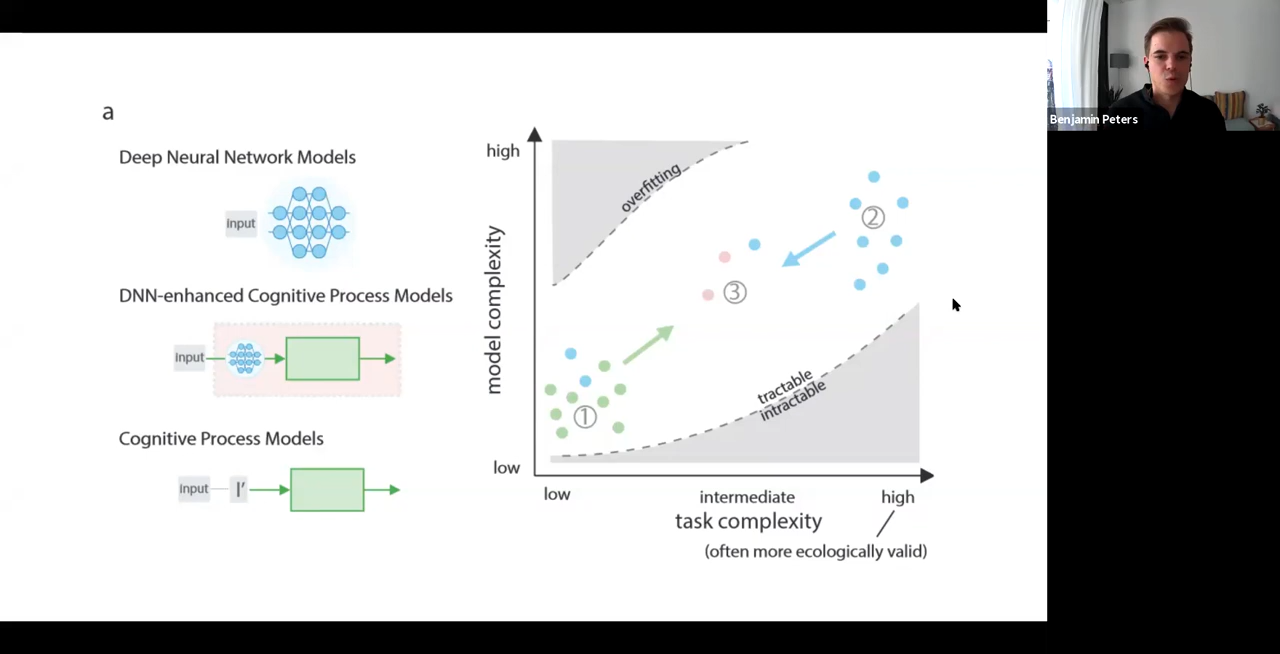 a
Deep Neural Network Models
input
DNN-enhanced Cognitive Process Models
input
Cognitive Process Models
input I′
high
overfitting
model complexity
②
③
①
tractable
intractable
low
low intermediate high
task complexity
(often more ecologically valid)
Benjamin Peters